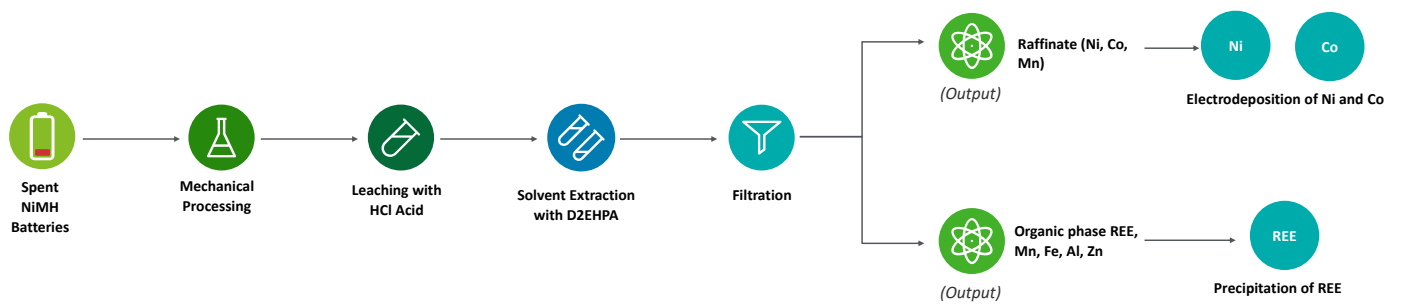 Spent
NiMH
Batteries
Mechanical
Processing
Leaching with
HCl Acid
Solvent Extraction
with D2EHPA
Filtration
Raffinate (Ni, Co,
Mn)
(Output)
Ni
Co
Electrodeposition of Ni and Co
Organic phase REE,
Mn, Fe, Al, Zn
(Output)
REE
Precipitation of REE